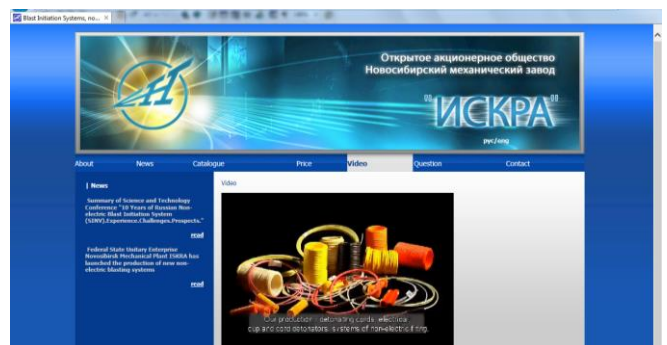 Blast Initiation Systems, no...
Открытое акционерное общество
Новосибирский механический завод
"ИСКРА"
рус/eng
About News Catalogue Price Video Question Contact
| News
Summary of Science and Technology
Conference "10 Years of Russian Non-
electric Blast Initiation System
(SINV).Experience.Challenges.Prospects."
read
Federal State Unitary Enterprise
Novosibirsk Mechanical Plant ISKRA has
launched the production of new non-
electric blasting systems
read
Video
Our production : detonating cords, electrical,
cup and cord detonators, systems of non-electric firing.